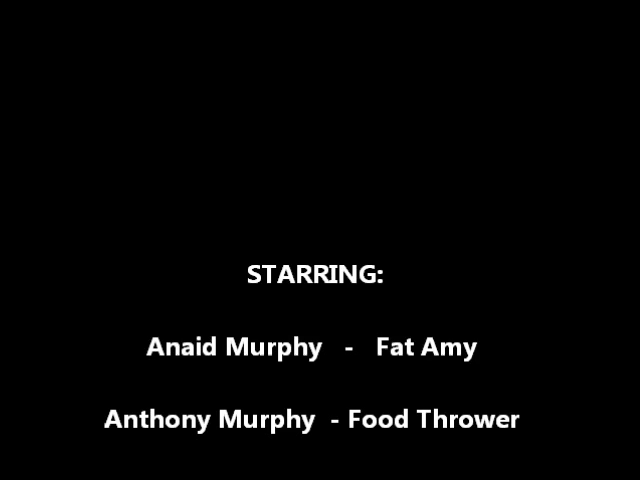 STARRING:
Anaid Murphy - Fat Amy
Anthony Murphy - Food Thrower